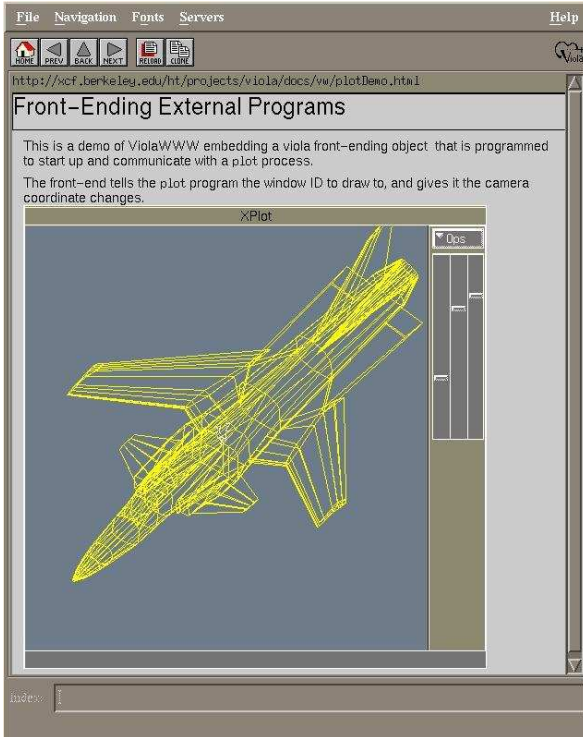 File Navigation Fonts Servers Help
HOME PREV BACK NEXT RELOAD CLONE Viola
http://xcf.berkeley.edu/ht/projects/viola/docs/vw/plotDemo.html
Front-Ending External Programs
This is a demo of ViolaWWW embedding a viola front-ending object that is programmed
to start up and communicate with a plot process.
The front-end tells the plot program the window ID to draw to, and gives it the camera
coordinate changes.
XPlot
Ops
Index: